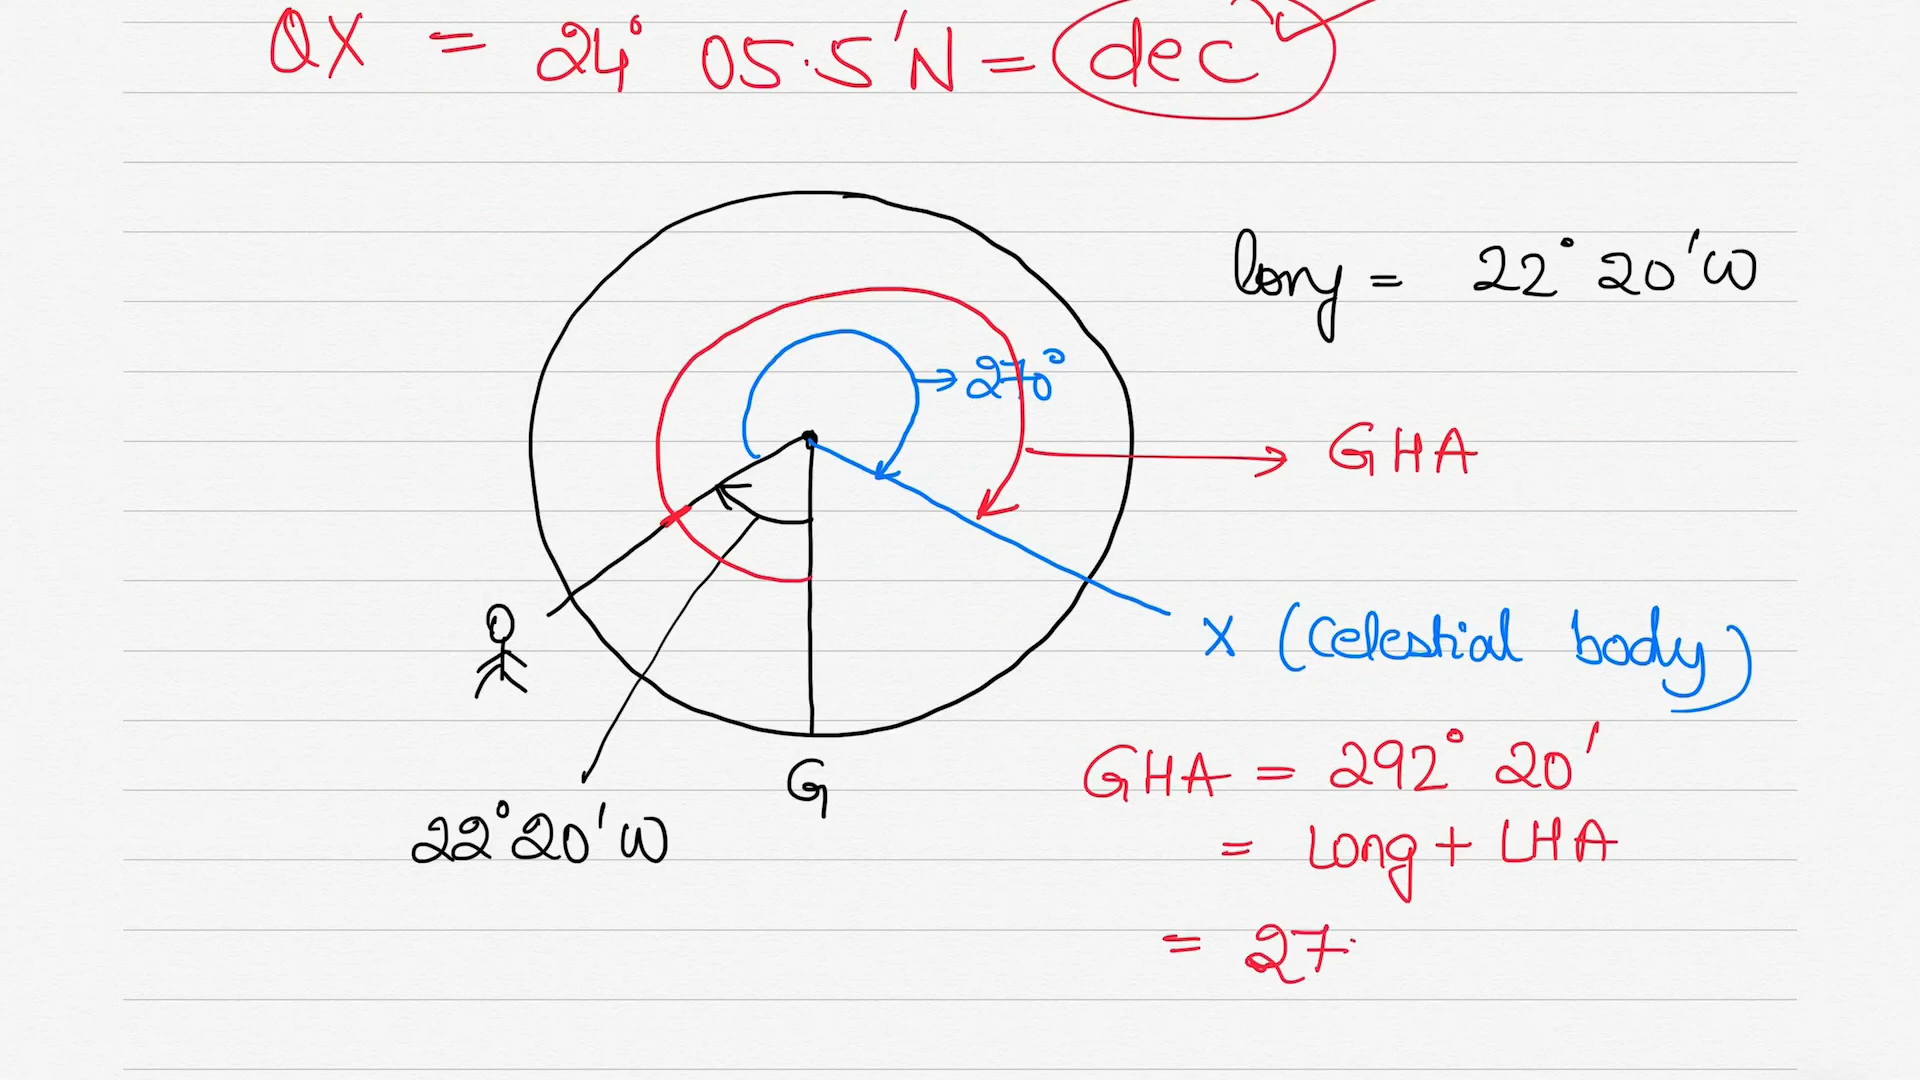 QX = 24° 05.5'N = dec
long = 22° 20'W
270°
GHA
X (Celestial body)
G
GHA = 292° 20'
22° 20'W
= Long + LHA
= 27